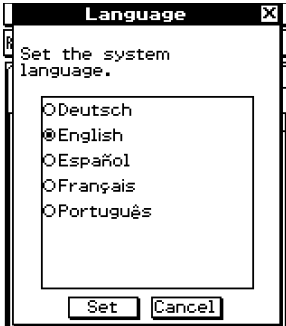 Language
Set the system
language.
Deutsch
English
Español
Français
Português
Set Cancel